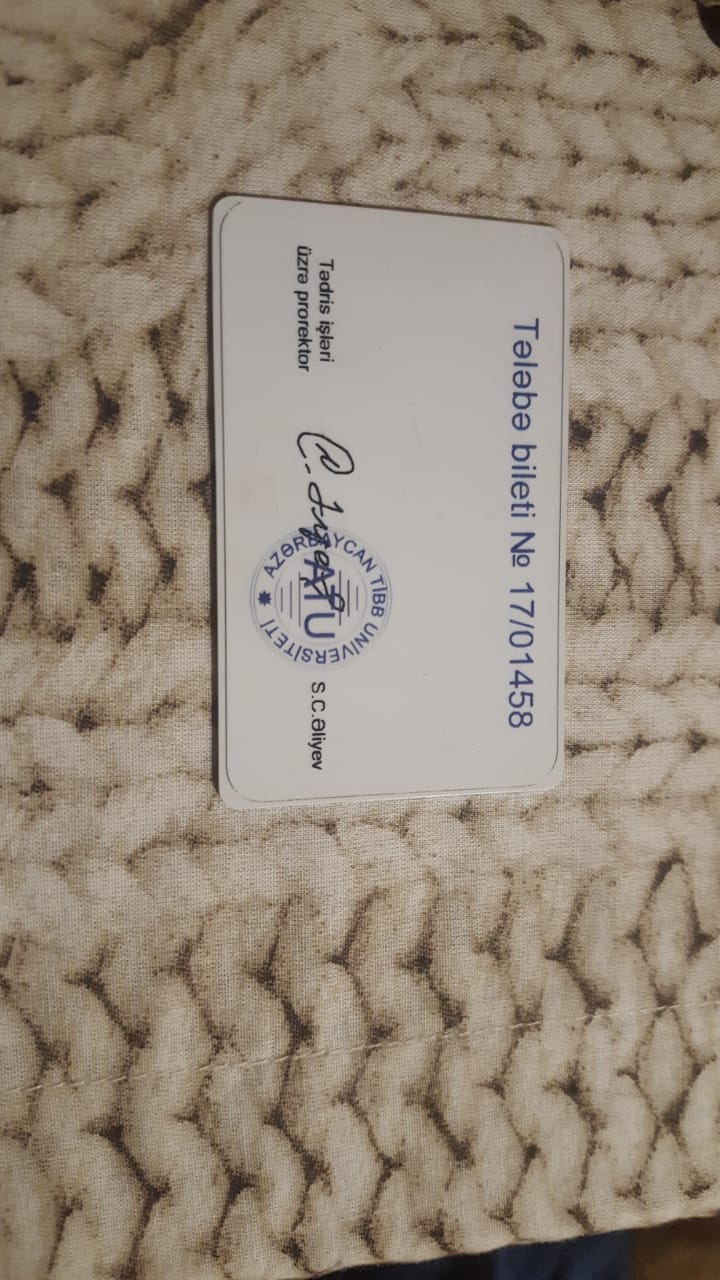 Tələbə bileti № 17/01458
Tədris işləri
üzrə prorektor
S.C.Əliyev
AZƏRBAYCAN TİBB UNİVERSİTETİ
ATU